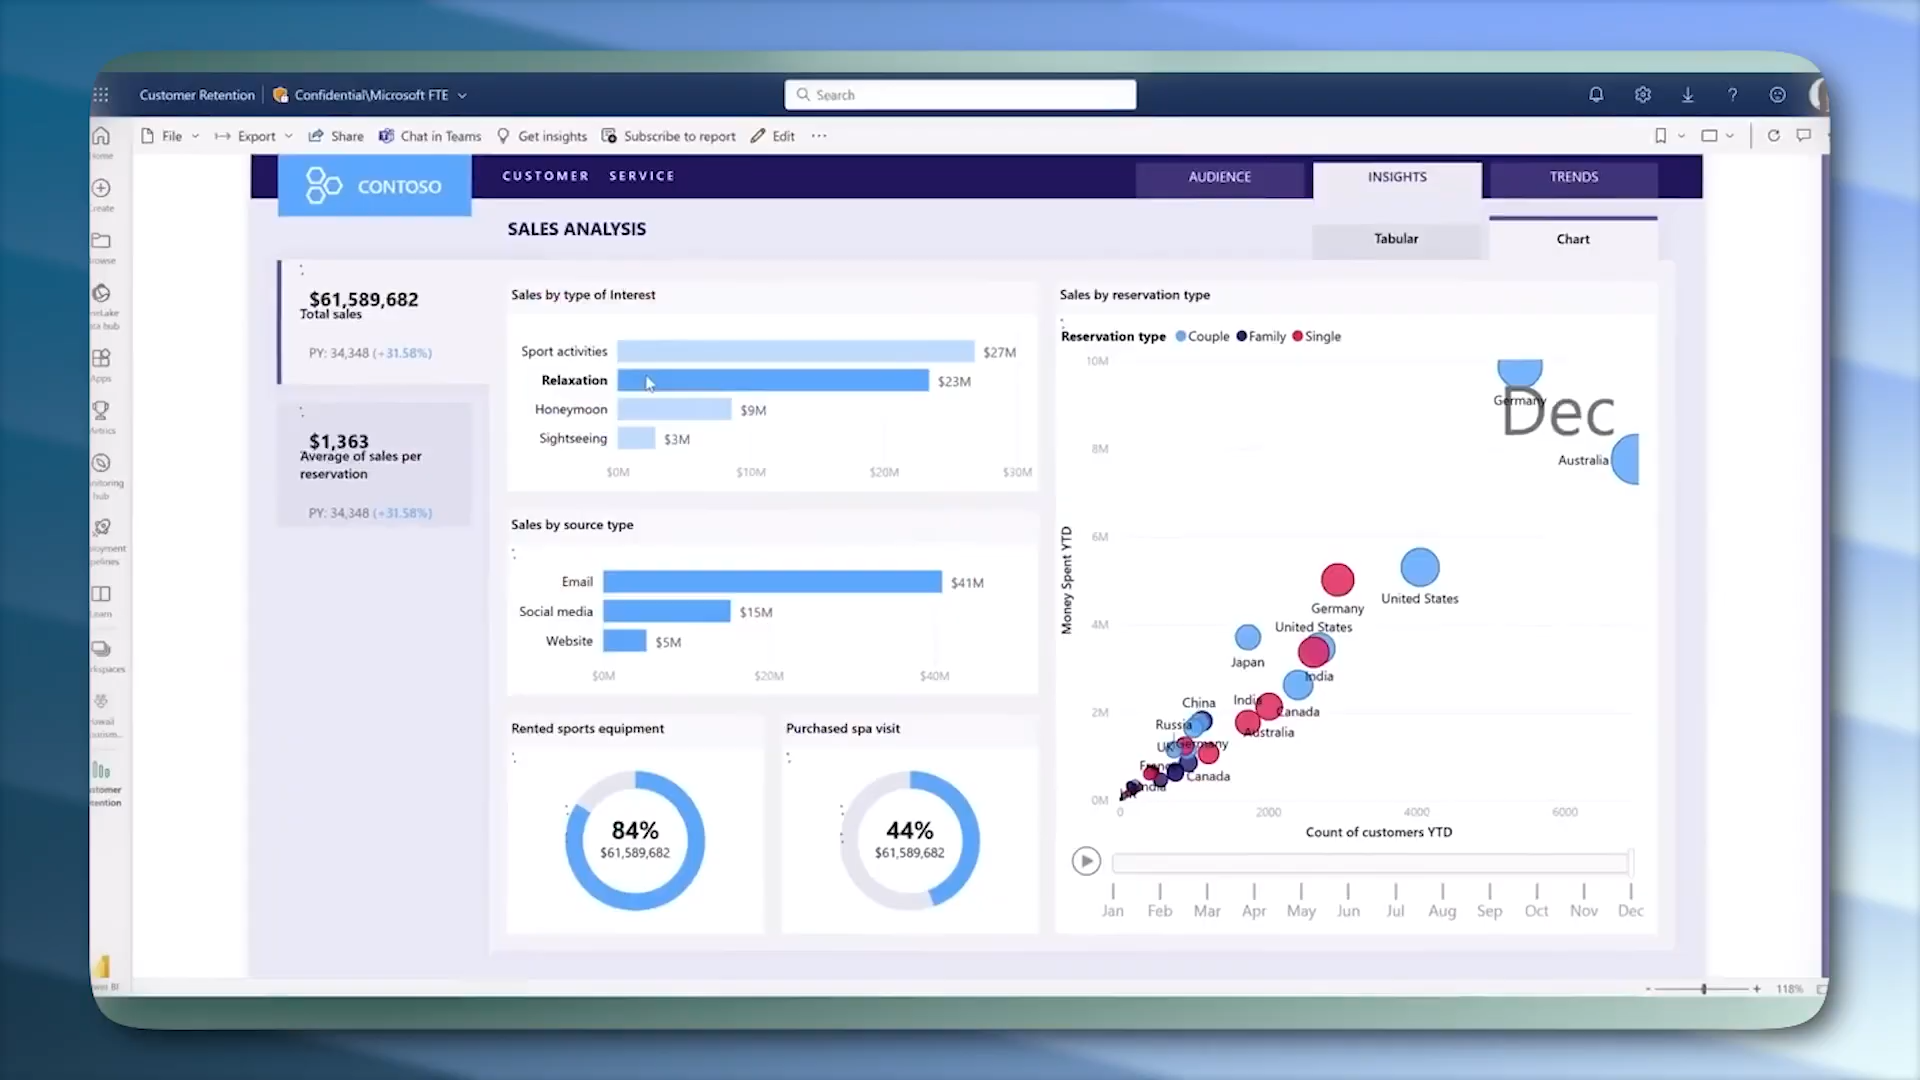 Customer Retention
Confidential\Microsoft FTE
Search
File
Export
Share
Chat in Teams
Get insights
Subscribe to report
Edit
CONTOSO
CUSTOMER SERVICE
AUDIENCE
INSIGHTS
TRENDS
SALES ANALYSIS
Tabular
Chart
$61,589,682
Total sales
PY: 34,348 (+31.58%)
$1,363
Average of sales per
reservation
PY: 34,348 (+31.58%)
Sales by type of Interest
Sport activities $27M
Relaxation $23M
Honeymoon $9M
Sightseeing $3M
$0M $10M $20M $30M
Sales by source type
Email $41M
Social media $15M
Website $5M
$0M $20M $40M
Rented sports equipment
84%
$61,589,682
Purchased spa visit
44%
$61,589,682
Sales by reservation type
Reservation type Couple Family Single
10M
8M
6M
4M
2M
0M
Money Spent YTD
Dec
Germany
Australia
United States
Germany
United States
Japan
India
Canada
India
Australia
China
Russia
UK
Germany
Canada
France
India
0 2000 4000 6000
Count of customers YTD
Jan Feb Mar Apr May Jun Jul Aug Sep Oct Nov Dec
118%